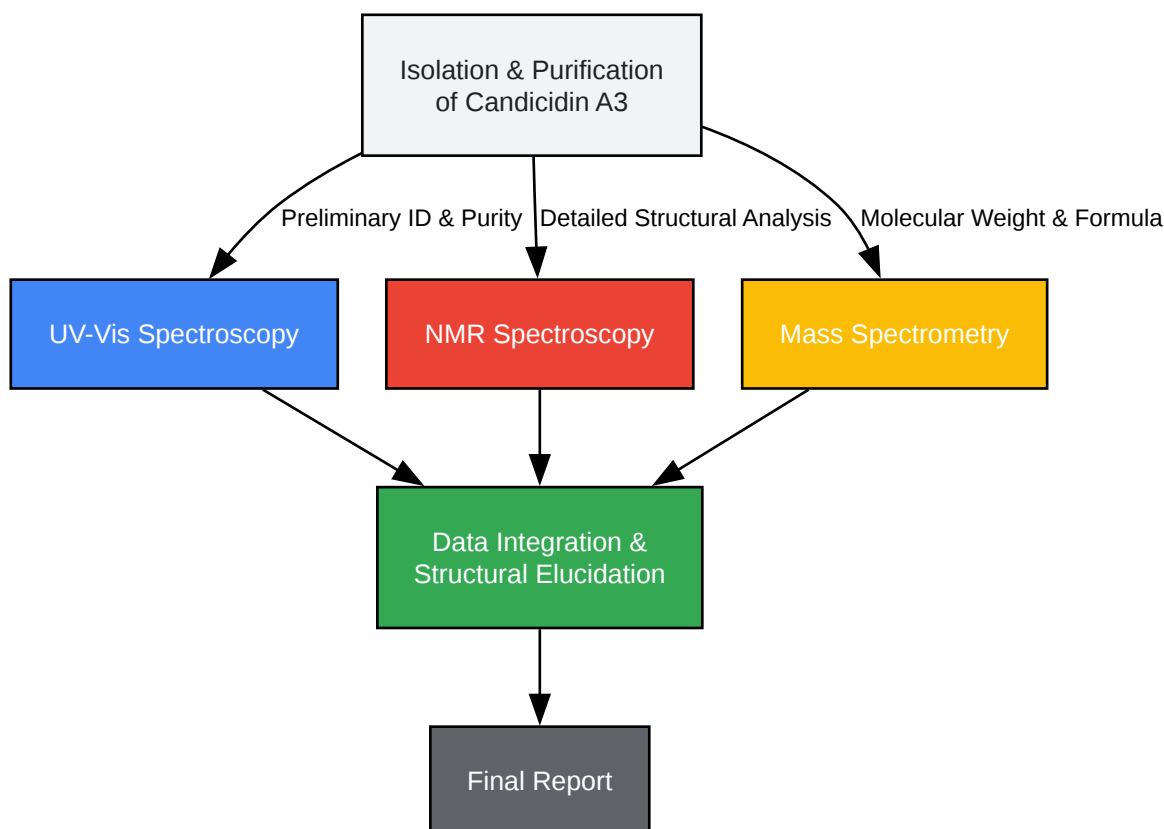 Isolation & Purification
of Candicidin A3
Preliminary ID & Purity
Detailed Structural Analysis
Molecular Weight & Formula
UV-Vis Spectroscopy
NMR Spectroscopy
Mass Spectrometry
Data Integration &
Structural Elucidation
Final Report